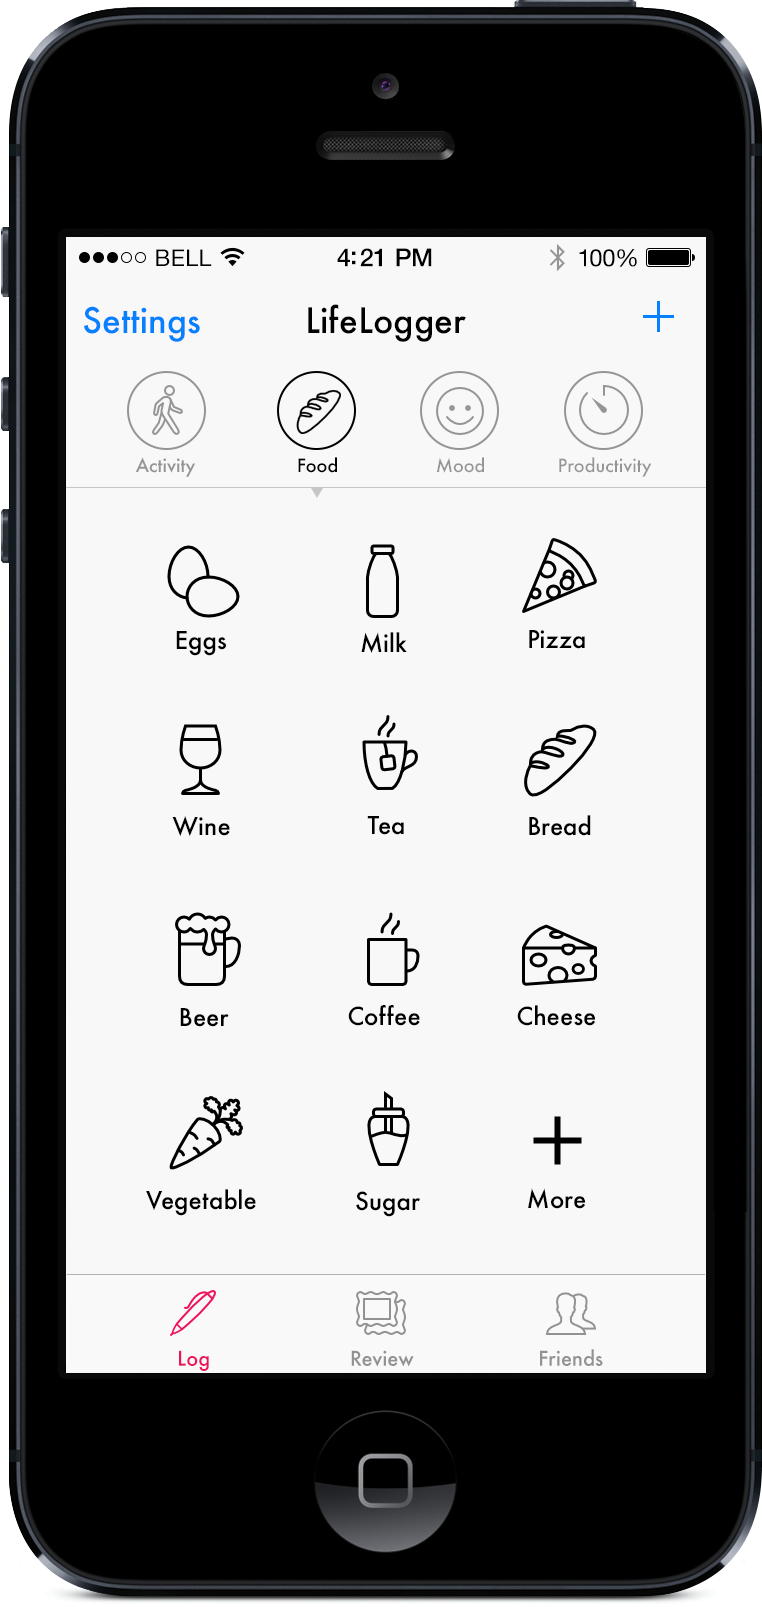 BELL 4:21 PM 100%
Settings LifeLogger +
Activity Food Mood Productivity
Eggs Milk Pizza
Wine Tea Bread
Beer Coffee Cheese
Vegetable Sugar More
Log Review Friends